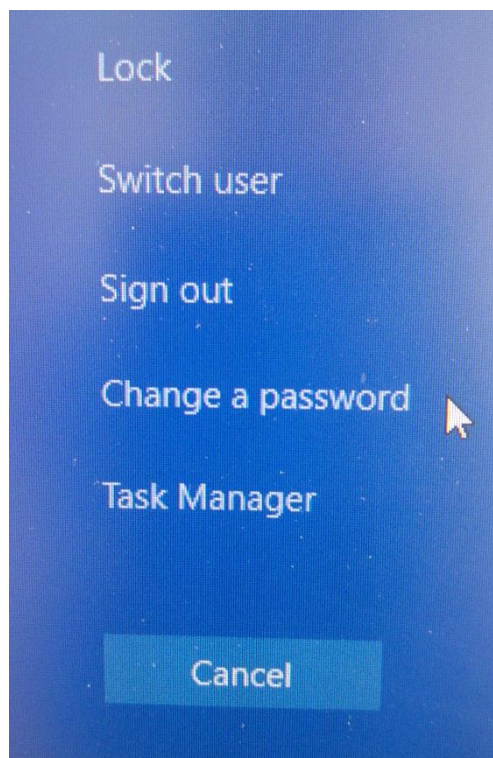 Lock
Switch user
Sign out
Change a password
Task Manager
Cancel